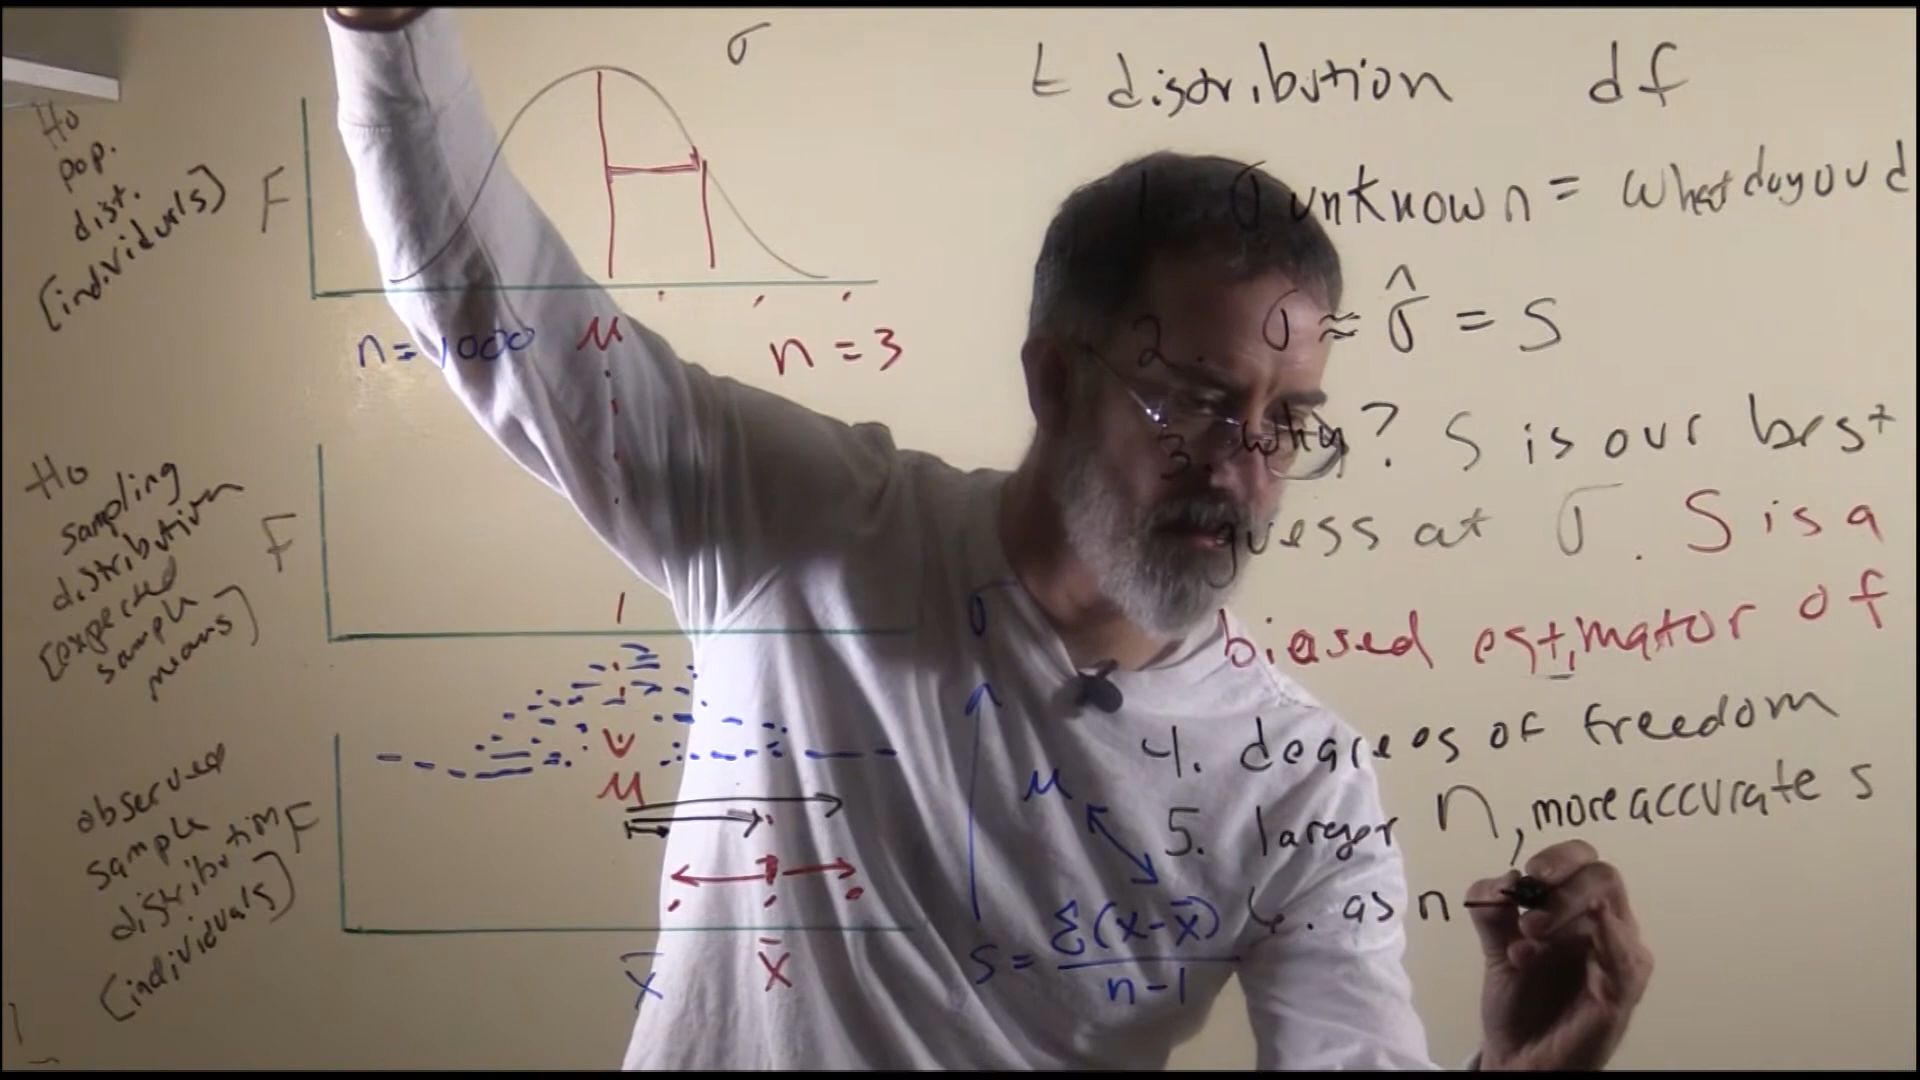 σ
t distribution df
Ho
pop.
dist.
[individuals]
F
1. σ unknown = what do you d
n = 1000
μ
n = 3
2. σ ≈ σ̂ = S
3. why? S is our best
guess at σ. S is a
biased estimator of
σ
Ho
sampling
distribution
[expected
sample
means]
F
4. degrees of freedom
μ
5. larger n, more accurate s
μ
observed
sample
distribution
[individuals]
F
6. as n
s = Σ(x-x̄)
n-1
x̄
x̄